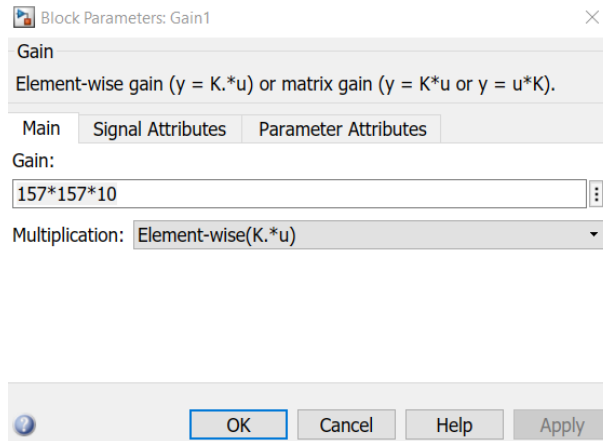 Block Parameters: Gain1
Gain
Element-wise gain (y = K.*u) or matrix gain (y = K*u or y = u*K).
Main Signal Attributes Parameter Attributes
Gain:
157*157*10
Multiplication: Element-wise(K.*u)
OK Cancel Help Apply